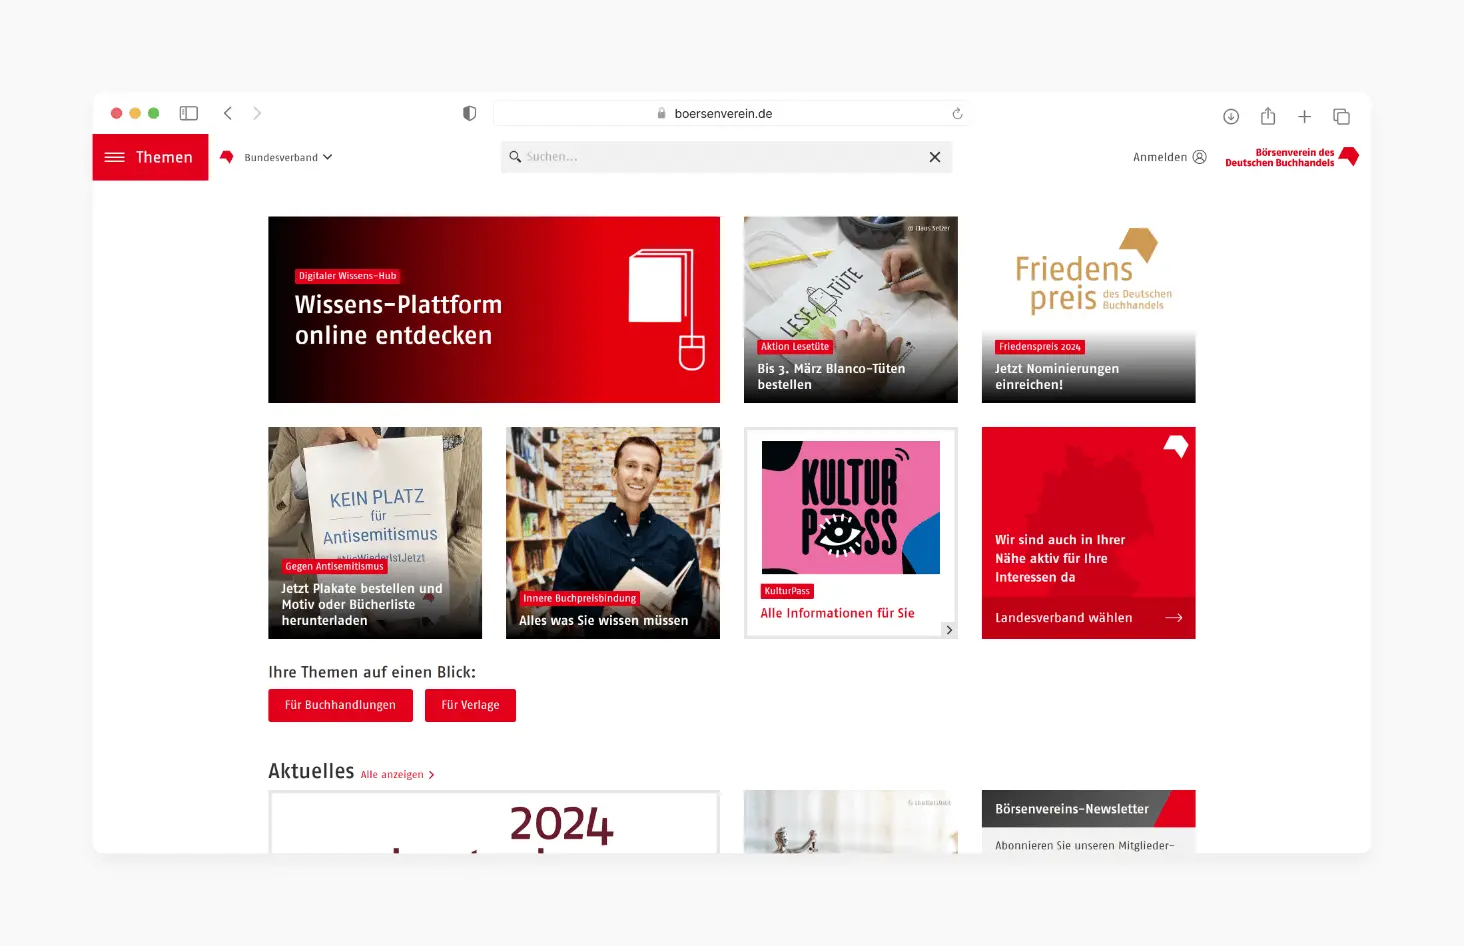 boersenverein.de
Themen
Bundesverband
Suchen...
Anmelden
Börsenverein des
Deutschen Buchhandels
Digitaler Wissens-Hub
Wissens-Plattform
online entdecken
© Claus Setzer
LESETÜTE
Aktion Lesetüte
Bis 3. März Blanco-Tüten
bestellen
Friedens
preis des Deutschen
Buchhandels
Friedenspreis 2024
Jetzt Nominierungen
einreichen!
KEIN PLATZ
für
Antisemitismus
#NieWiederIstJetzt
Gegen Antisemitismus
Jetzt Plakate bestellen und
Motiv oder Bücherliste
herunterladen
Innere Buchpreisbindung
Alles was Sie wissen müssen
KULTUR
PASS
KulturPass
Alle Informationen für Sie
Wir sind auch in Ihrer
Nähe aktiv für Ihre
Interessen da
Landesverband wählen
Ihre Themen auf einen Blick:
Für Buchhandlungen
Für Verlage
Aktuelles Alle anzeigen
2024
Börsenvereins-Newsletter
Abonnieren Sie unseren Mitglieder-